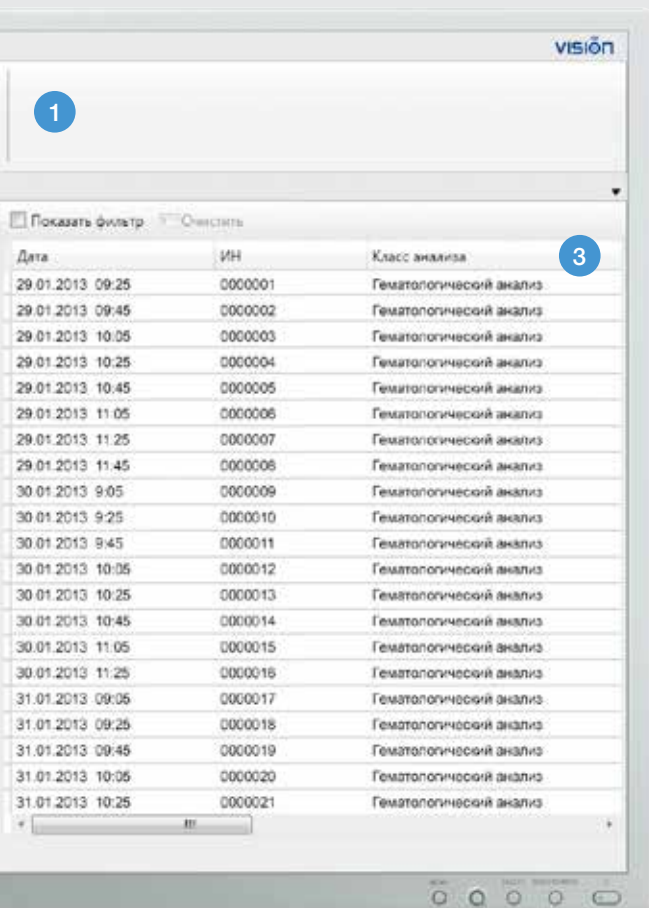 visiōn
1
Показать фильтр Очистить
Дата ИН Класс анализа 3
29.01.2013 09:25 0000001 Гематологический анализ
29.01.2013 09:45 0000002 Гематологический анализ
29.01.2013 10:05 0000003 Гематологический анализ
29.01.2013 10:25 0000004 Гематологический анализ
29.01.2013 10:45 0000005 Гематологический анализ
29.01.2013 11:05 0000006 Гематологический анализ
29.01.2013 11:25 0000007 Гематологический анализ
29.01.2013 11:45 0000008 Гематологический анализ
30.01.2013 9:05 0000009 Гематологический анализ
30.01.2013 9:25 0000010 Гематологический анализ
30.01.2013 9:45 0000011 Гематологический анализ
30.01.2013 10:05 0000012 Гематологический анализ
30.01.2013 10:25 0000013 Гематологический анализ
30.01.2013 10:45 0000014 Гематологический анализ
30.01.2013 11:05 0000015 Гематологический анализ
30.01.2013 11:25 0000016 Гематологический анализ
31.01.2013 09:05 0000017 Гематологический анализ
31.01.2013 09:25 0000018 Гематологический анализ
31.01.2013 09:45 0000019 Гематологический анализ
31.01.2013 10:05 0000020 Гематологический анализ
31.01.2013 10:25 0000021 Гематологический анализ